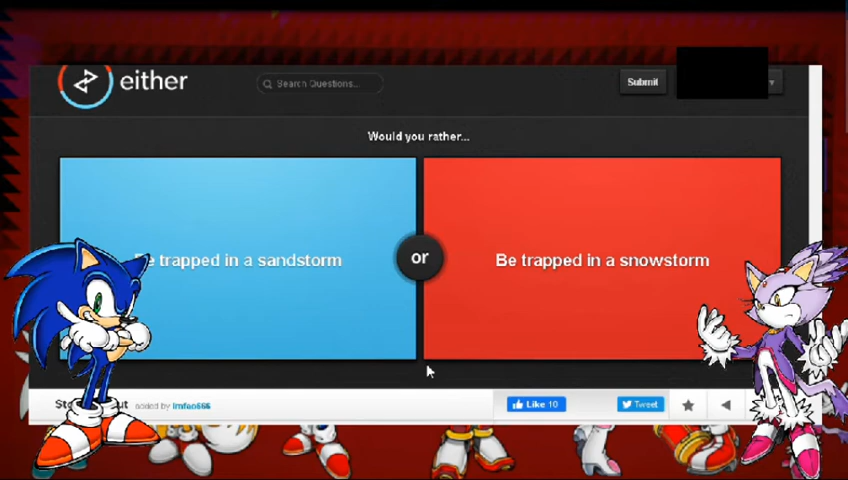 either
Search Questions...
Submit
Would you rather...
trapped in a sandstorm
or
Be trapped in a snowstorm
added by
Like 10
Tweet